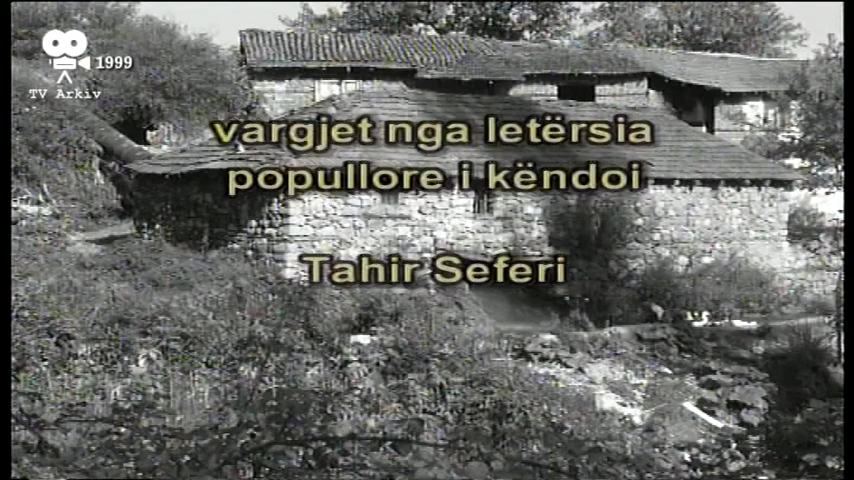 1999
TV Arkiv
vargjet nga letërsia
popullore i këndoi
Tahir Seferi